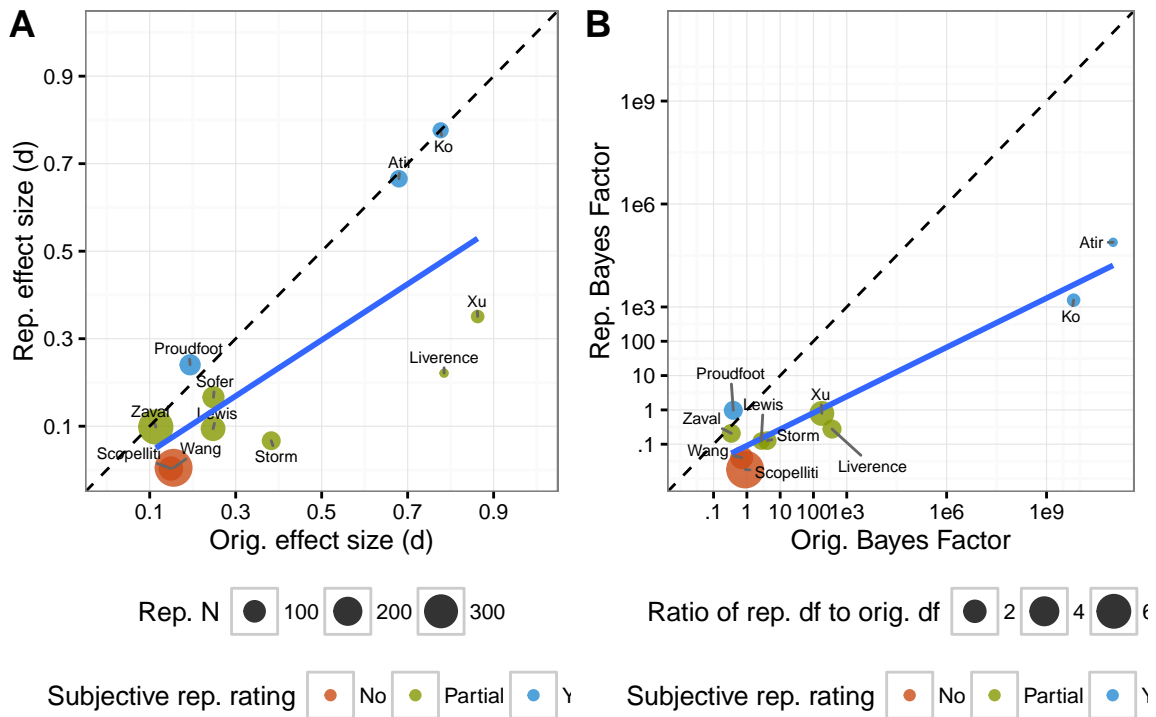 A
Rep. effect size (d)
0.9
0.7
0.5
0.3
0.1
Ko
Atir
Xu
Liverence
Proudfoot
Sofer
Zaval
Lewis
Scopelliti
Wang
Storm
0.1 0.3 0.5 0.7 0.9
Orig. effect size (d)
Rep. N 100 200 300
Subjective rep. rating No Partial Y
B
Rep. Bayes Factor
1e9
1e6
1e3
100
10
1
.1
Atir
Ko
Proudfoot
Lewis
Xu
Zaval
Storm
Wang
Liverence
Scopelliti
.1 1 10 100 1e3 1e6 1e9
Orig. Bayes Factor
Ratio of rep. df to orig. df 2 4 6
Subjective rep. rating No Partial Y